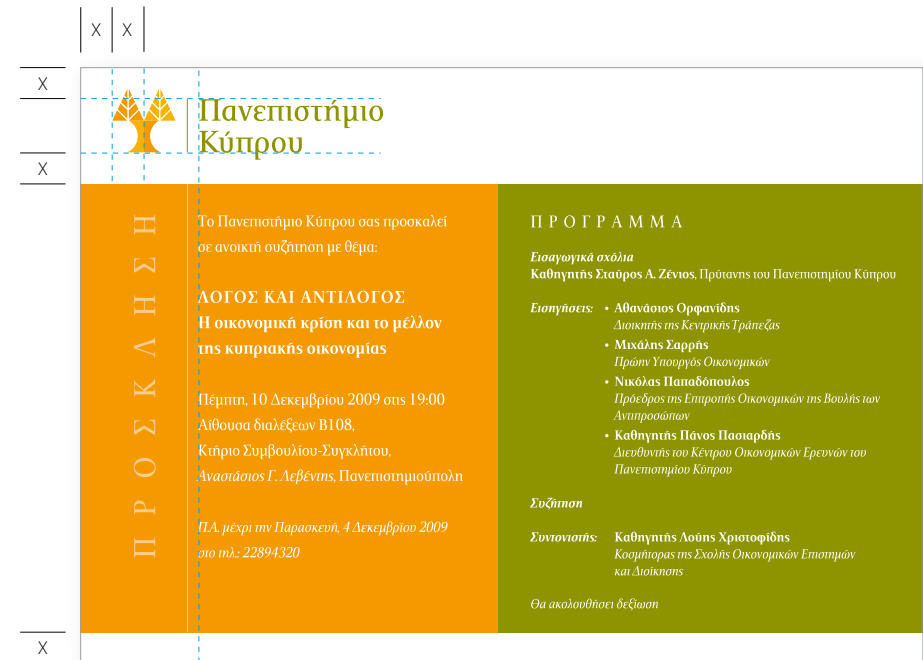 X X
X
X
X
Πανεπιστήμιο
Κύπρου
ΠΡΟΣΚΛΗΣΗ
Το Πανεπιστήμιο Κύπρου σας προσκαλεί
σε ανοικτή συζήτηση με θέμα:
ΛΟΓΟΣ ΚΑΙ ΑΝΤΙΛΟΓΟΣ
Η οικονομική κρίση και το μέλλον
της κυπριακής οικονομίας
Πέμπτη, 10 Δεκεμβρίου 2009 στις 19:00
Αίθουσα διαλέξεων Β108,
Κτήριο Συμβουλίου-Συγκλήτου,
Αναστάσιος Γ. Λεβέντης, Πανεπιστημιούπολη
Π.Α. μέχρι την Παρασκευή, 4 Δεκεμβρίου 2009
στο τηλ.: 22894320
ΠΡΟΓΡΑΜΜΑ
Εισαγωγικά σχόλια
Καθηγητής Σταύρος Α. Ζένιος, Πρύτανης του Πανεπιστημίου Κύπρου
Εισηγήσεις: • Αθανάσιος Ορφανίδης
Διοικητής της Κεντρικής Τράπεζας
• Μιχάλης Σαρρής
Πρώην Υπουργός Οικονομικών
• Νικόλας Παπαδόπουλος
Πρόεδρος της Επιτροπής Οικονομικών της Βουλής των
Αντιπροσώπων
• Καθηγητής Πάνος Πασιαρδής
Διευθυντής του Κέντρου Οικονομικών Ερευνών του
Πανεπιστημίου Κύπρου
Συζήτηση
Συντονιστής: Καθηγητής Λούης Χριστοφίδης
Κοσμήτορας της Σχολής Οικονομικών Επιστημών
και Διοίκησης
Θα ακολουθήσει δεξίωση